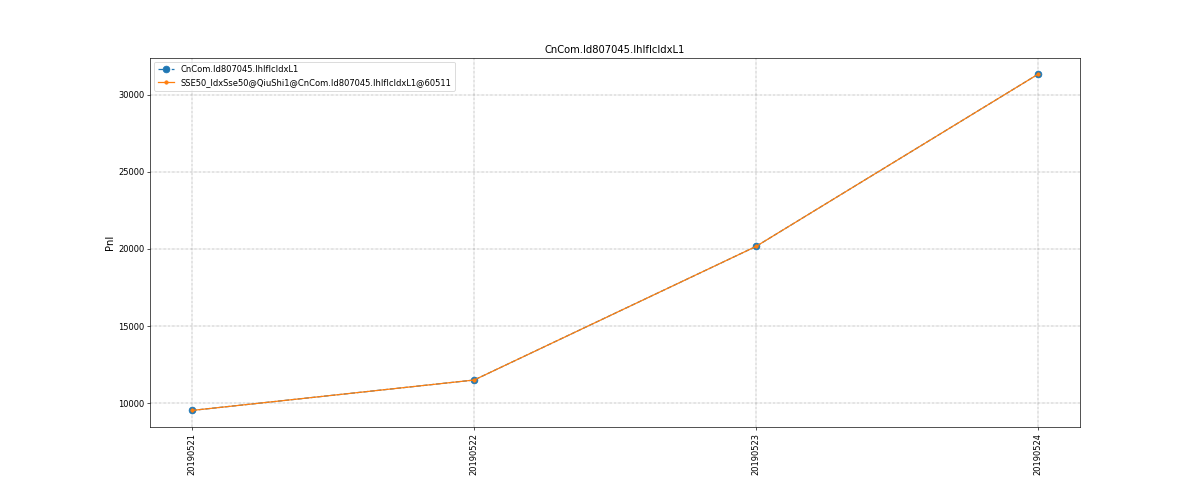 CnCom.Id807045.IhIfIcIdxL1
CnCom.Id807045.IhIfIcIdxL1
SSE50_IdxSse50@QiuShi1@CnCom.Id807045.IhIfIcIdxL1@60511
30000
25000
20000
15000
10000
Pnl
20190521
20190522
20190523
20190524